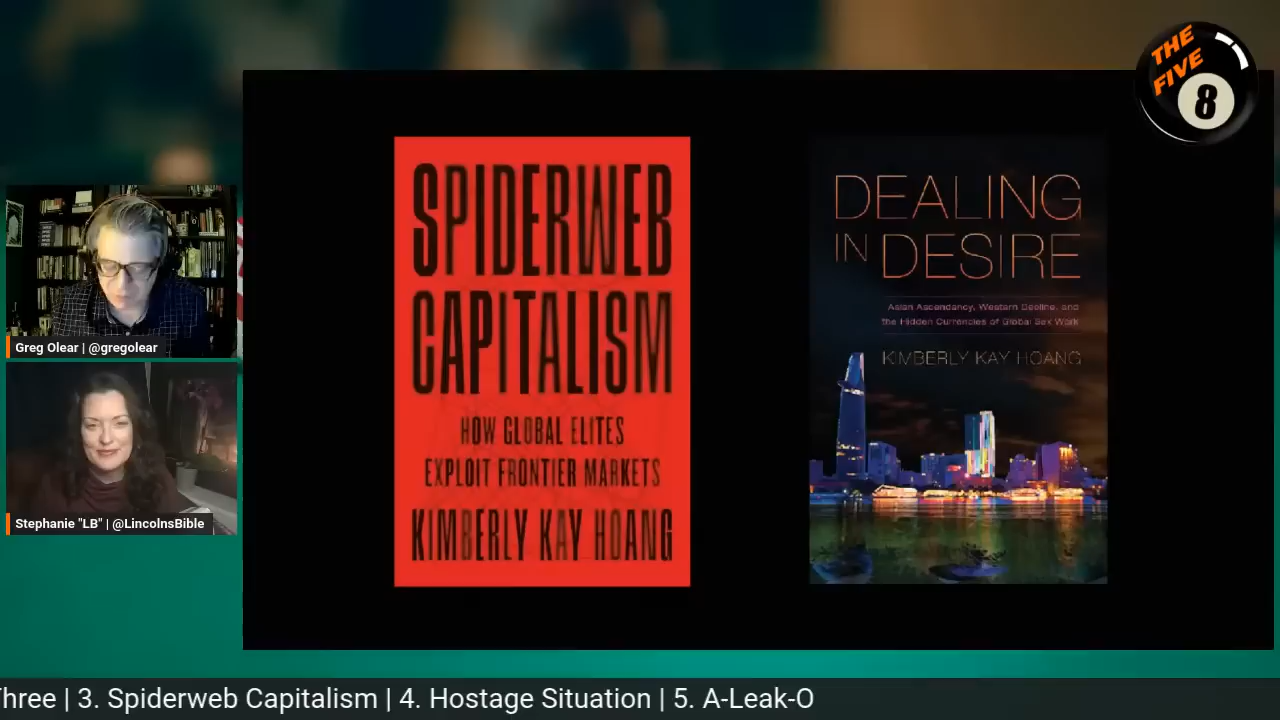 THE
FIVE
8
SPIDERWEB
CAPITALISM
HOW GLOBAL ELITES
EXPLOIT FRONTIER MARKETS
KIMBERLY KAY HOANG
DEALING
IN DESIRE
Asian Ascendancy, Western Decline, and
the Hidden Currencies of Global Sex Work
KIMBERLY KAY HOANG
Greg Olear | @gregolear
Stephanie "LB" | @LincolnsBible
Three | 3. Spiderweb Capitalism | 4. Hostage Situation | 5. A-Leak-O